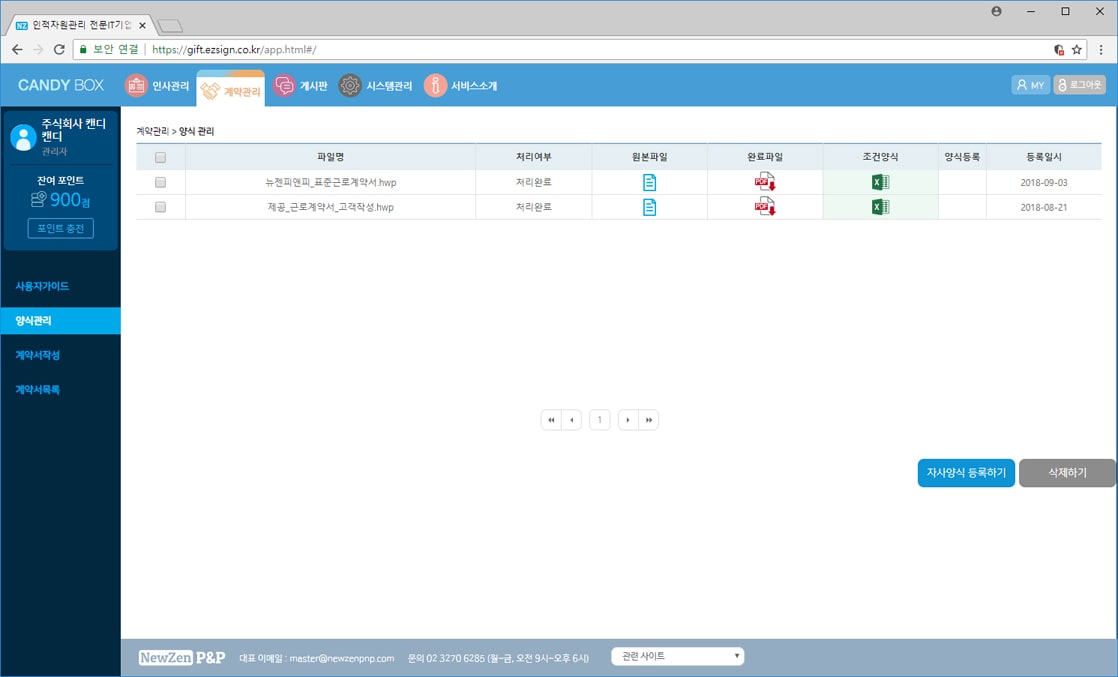 NZ 인적자원관리 전문IT기업
보안 연결 https://gift.ezsign.co.kr/app.html#/
CANDY BOX 인사관리 계약관리 게시판 시스템관리 서비스소개 MY 로그아웃
주식회사 캔디
캔디
관리자
잔여 포인트
900점
포인트 충전
사용자가이드
양식관리
계약서작성
계약서목록
계약관리 > 양식 관리
파일명 처리여부 원본파일 완료파일 조건양식 양식등록 등록일시
뉴젠피앤피_표준근로계약서.hwp 처리완료 PDF X 2018-09-03
제공_근로계약서_고객작성.hwp 처리완료 PDF X 2018-08-21
1
자사양식 등록하기 삭제하기
NewZen P&P 대표 이메일 : master@newzenpnp.com 문의 02 3270 6285 (월~금, 오전 9시~오후 6시) 관련 사이트